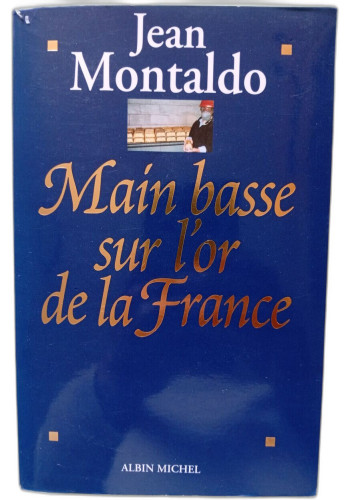 Jean
Montaldo
Main basse
sur l'or
de la France
ALBIN MICHEL